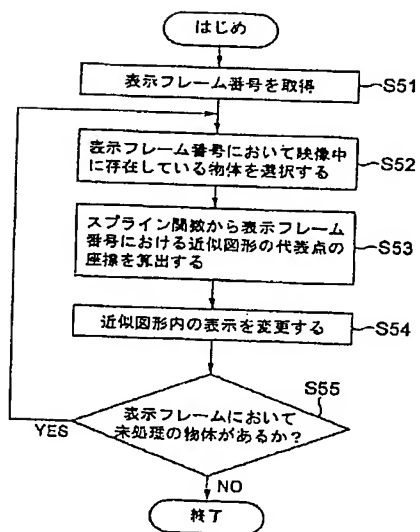 はじめ
表示フレーム番号を取得
S51
表示フレーム番号において映像中
に存在している物体を選択する
S52
スプライン関数から表示フレーム
番号における近似図形の代表点の
座標を算出する
S53
近似図形内の表示を変更する
S54
S55
表示フレームにおいて
未処理の物体があるか？
YES
NO
終了